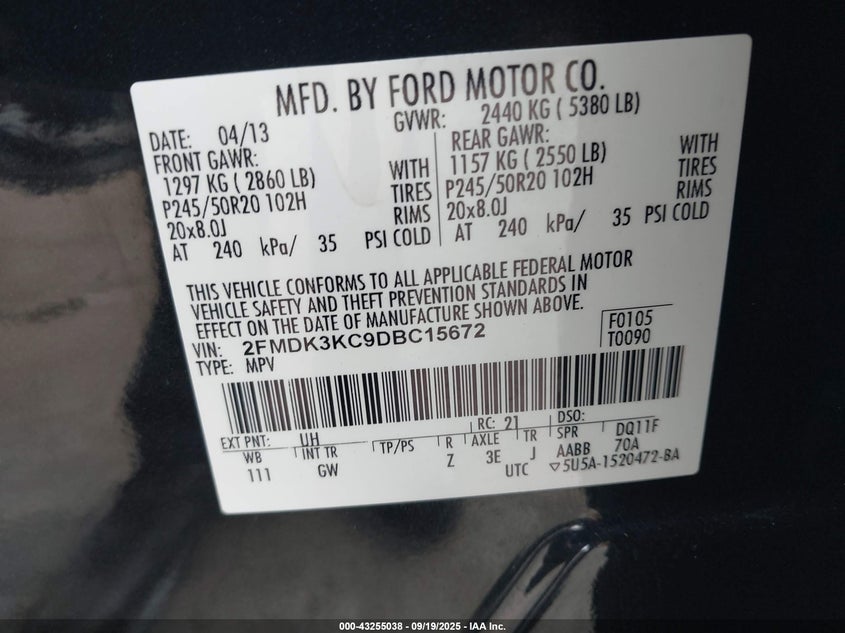 MFD. BY FORD MOTOR CO.
DATE: 04/13
GVWR: 2440 KG ( 5380 LB)
FRONT GAWR:
1297 KG ( 2860 LB) WITH
P245/50R20 102H TIRES
20x8.0J RIMS
AT 240 kPa/ 35 PSI COLD
REAR GAWR:
1157 KG ( 2550 LB) WITH
P245/50R20 102H TIRES
20x8.0J RIMS
AT 240 kPa/ 35 PSI COLD
THIS VEHICLE CONFORMS TO ALL APPLICABLE FEDERAL MOTOR
VEHICLE SAFETY AND THEFT PREVENTION STANDARDS IN
EFFECT ON THE DATE OF MANUFACTURE SHOWN ABOVE.
VIN: 2FMDK3KC9DBC15672
TYPE: MPV
F0105
T0090
EXT PNT: UH RC: 21 DSO:
WB INT TR TP/PS R AXLE TR SPR DQ11F
111 GW Z 3E J AABB 70A
UTC ▽5U5A-1520472-BA
000-43255038 - 09/19/2025 - IAA Inc.